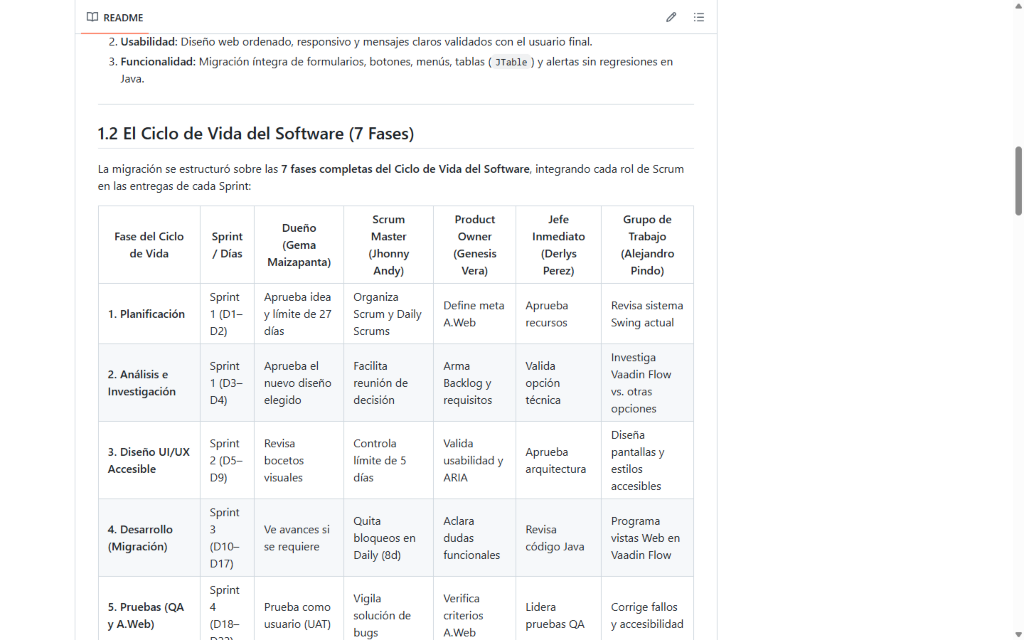 README
2. Usabilidad: Diseño web ordenado, responsivo y mensajes claros validados con el usuario final.
3. Funcionalidad: Migración íntegra de formularios, botones, menús, tablas ( JTable ) y alertas sin regresiones en
Java.
1.2 El Ciclo de Vida del Software (7 Fases)
La migración se estructuró sobre las 7 fases completas del Ciclo de Vida del Software, integrando cada rol de Scrum
en las entregas de cada Sprint:
Fase del Ciclo
de Vida
Sprint
/ Días
Dueño
(Gema
Maizapanta)
Scrum
Master
(Jhonny
Andy)
Product
Owner
(Genesis
Vera)
Jefe
Inmediato
(Derlys
Perez)
Grupo de
Trabajo
(Alejandro
Pindo)
1. Planificación
Sprint
1 (D1–
D2)
Aprueba idea
y límite de 27
días
Organiza
Scrum y Daily
Scrums
Define meta
A.Web
Aprueba
recursos
Revisa sistema
Swing actual
2. Análisis e
Investigación
Sprint
1 (D3–
D4)
Aprueba el
nuevo diseño
elegido
Facilita
reunión de
decisión
Arma
Backlog y
requisitos
Valida
opción
técnica
Investiga
Vaadin Flow
vs. otras
opciones
3. Diseño UI/UX
Accesible
Sprint
2 (D5–
D9)
Revisa
bocetos
visuales
Controla
límite de 5
días
Valida
usabilidad y
ARIA
Aprueba
arquitectura
Diseña
pantallas y
estilos
accesibles
4. Desarrollo
(Migración)
Sprint
3
(D10–
D17)
Ve avances si
se requiere
Quita
bloqueos en
Daily (8d)
Aclara
dudas
funcionales
Revisa
código Java
Programa
vistas Web en
Vaadin Flow
5. Pruebas (QA
y A.Web)
Sprint
4
(D18–
Prueba como
usuario (UAT)
Vigila
solución de
bugs
Verifica
criterios
A.Web
Lidera
pruebas QA
Corrige fallos
y accesibilidad